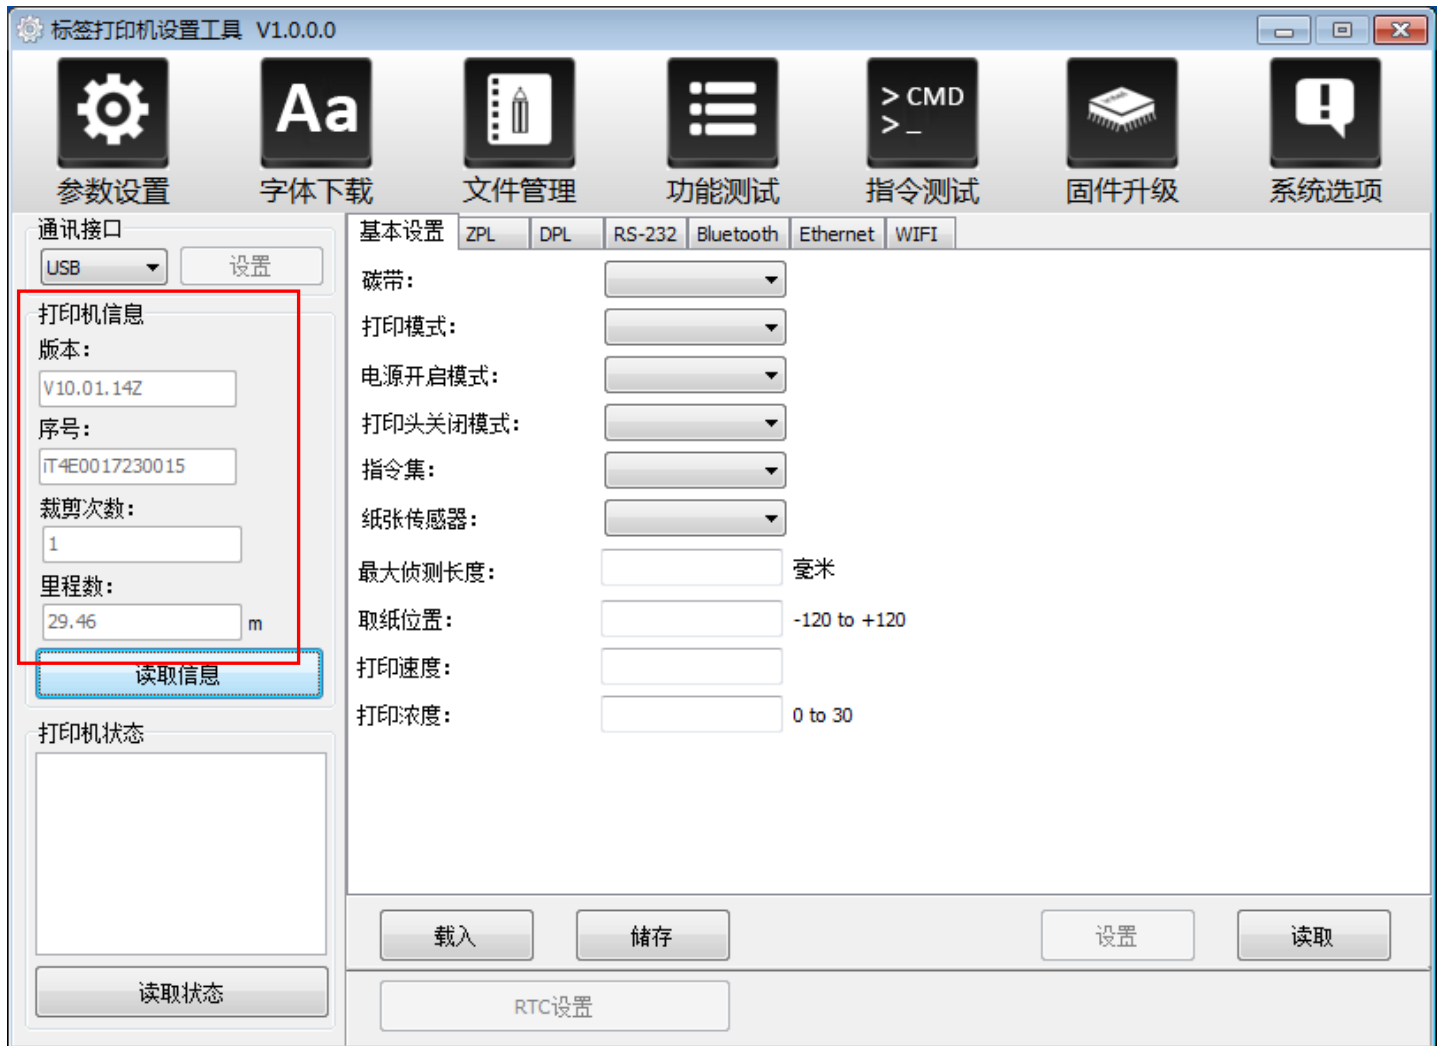 标签打印机设置工具 V1.0.0.0
Aa
> CMD
> _
参数设置 字体下载 文件管理 功能测试 指令测试 固件升级 系统选项
通讯接口
USB 设置
打印机信息
版本:
V10.01.14Z
序号:
iT4E0017230015
裁剪次数:
1
里程数:
29.46 m
读取信息
打印机状态
读取状态
基本设置 ZPL DPL RS-232 Bluetooth Ethernet WIFI
碳带:
打印模式:
电源开启模式:
打印头关闭模式:
指令集:
纸张传感器:
最大侦测长度: 毫米
取纸位置: -120 to +120
打印速度:
打印浓度: 0 to 30
载入 储存 设置 读取
RTC设置